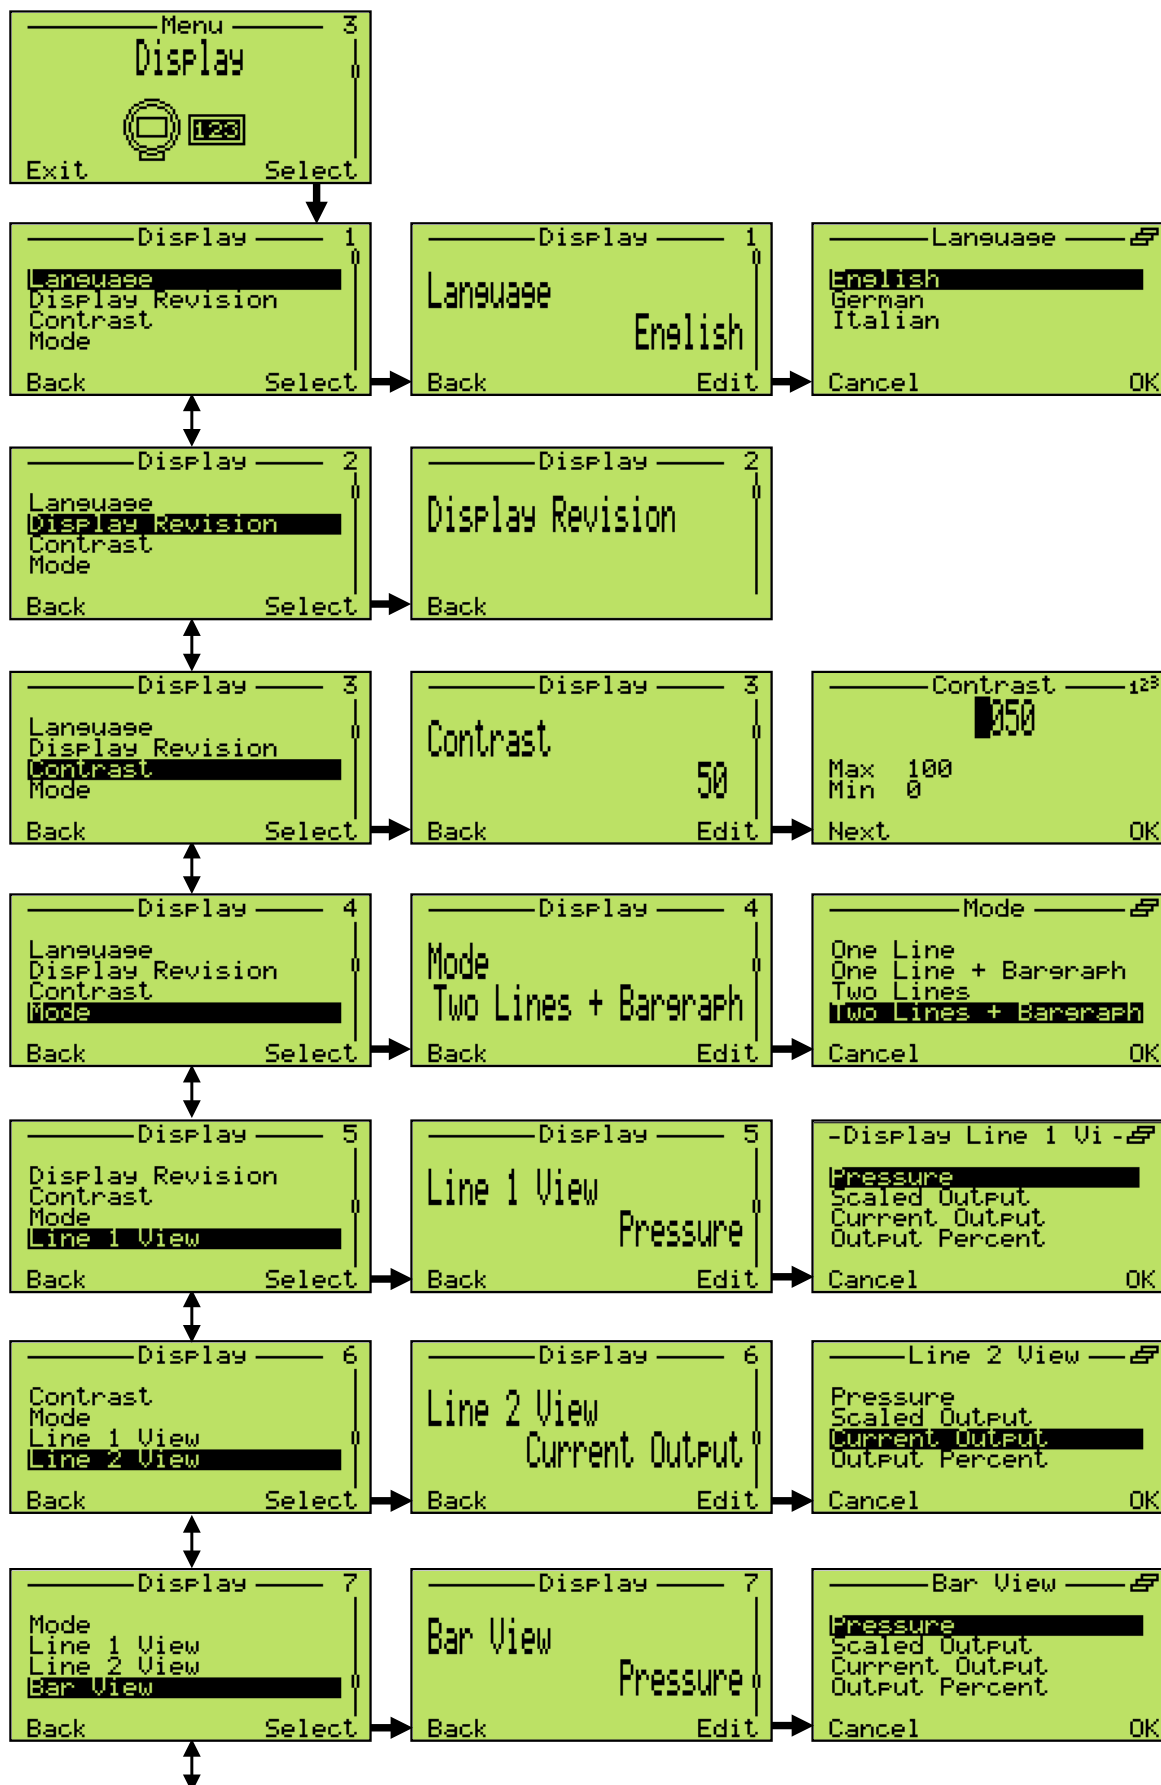 Menu 3
Display
123
Exit Select
Display 1
Language
Display Revision
Contrast
Mode
Back Select
Display 1
Language
English
Back Edit
Language
English
German
Italian
Cancel OK
Display 2
Language
Display Revision
Contrast
Mode
Back Select
Display 2
Display Revision
Back
Display 3
Language
Display Revision
Contrast
Mode
Back Select
Display 3
Contrast
50
Back Edit
Contrast 123
050
Max 100
Min 0
Next OK
Display 4
Language
Display Revision
Contrast
Mode
Back Select
Display 4
Mode
Two Lines + Bargraph
Back Edit
Mode
One Line
One Line + Bargraph
Two Lines
Two Lines + Bargraph
Cancel OK
Display 5
Display Revision
Contrast
Mode
Line 1 View
Back Select
Display 5
Line 1 View
Pressure
Back Edit
-Display Line 1 Vi-
Pressure
Scaled Output
Current Output
Output Percent
Cancel OK
Display 6
Contrast
Mode
Line 1 View
Line 2 View
Back Select
Display 6
Line 2 View
Current Output
Back Edit
Line 2 View
Pressure
Scaled Output
Current Output
Output Percent
Cancel OK
Display 7
Mode
Line 1 View
Line 2 View
Bar View
Back Select
Display 7
Bar View
Pressure
Back Edit
Bar View
Pressure
Scaled Output
Current Output
Output Percent
Cancel OK